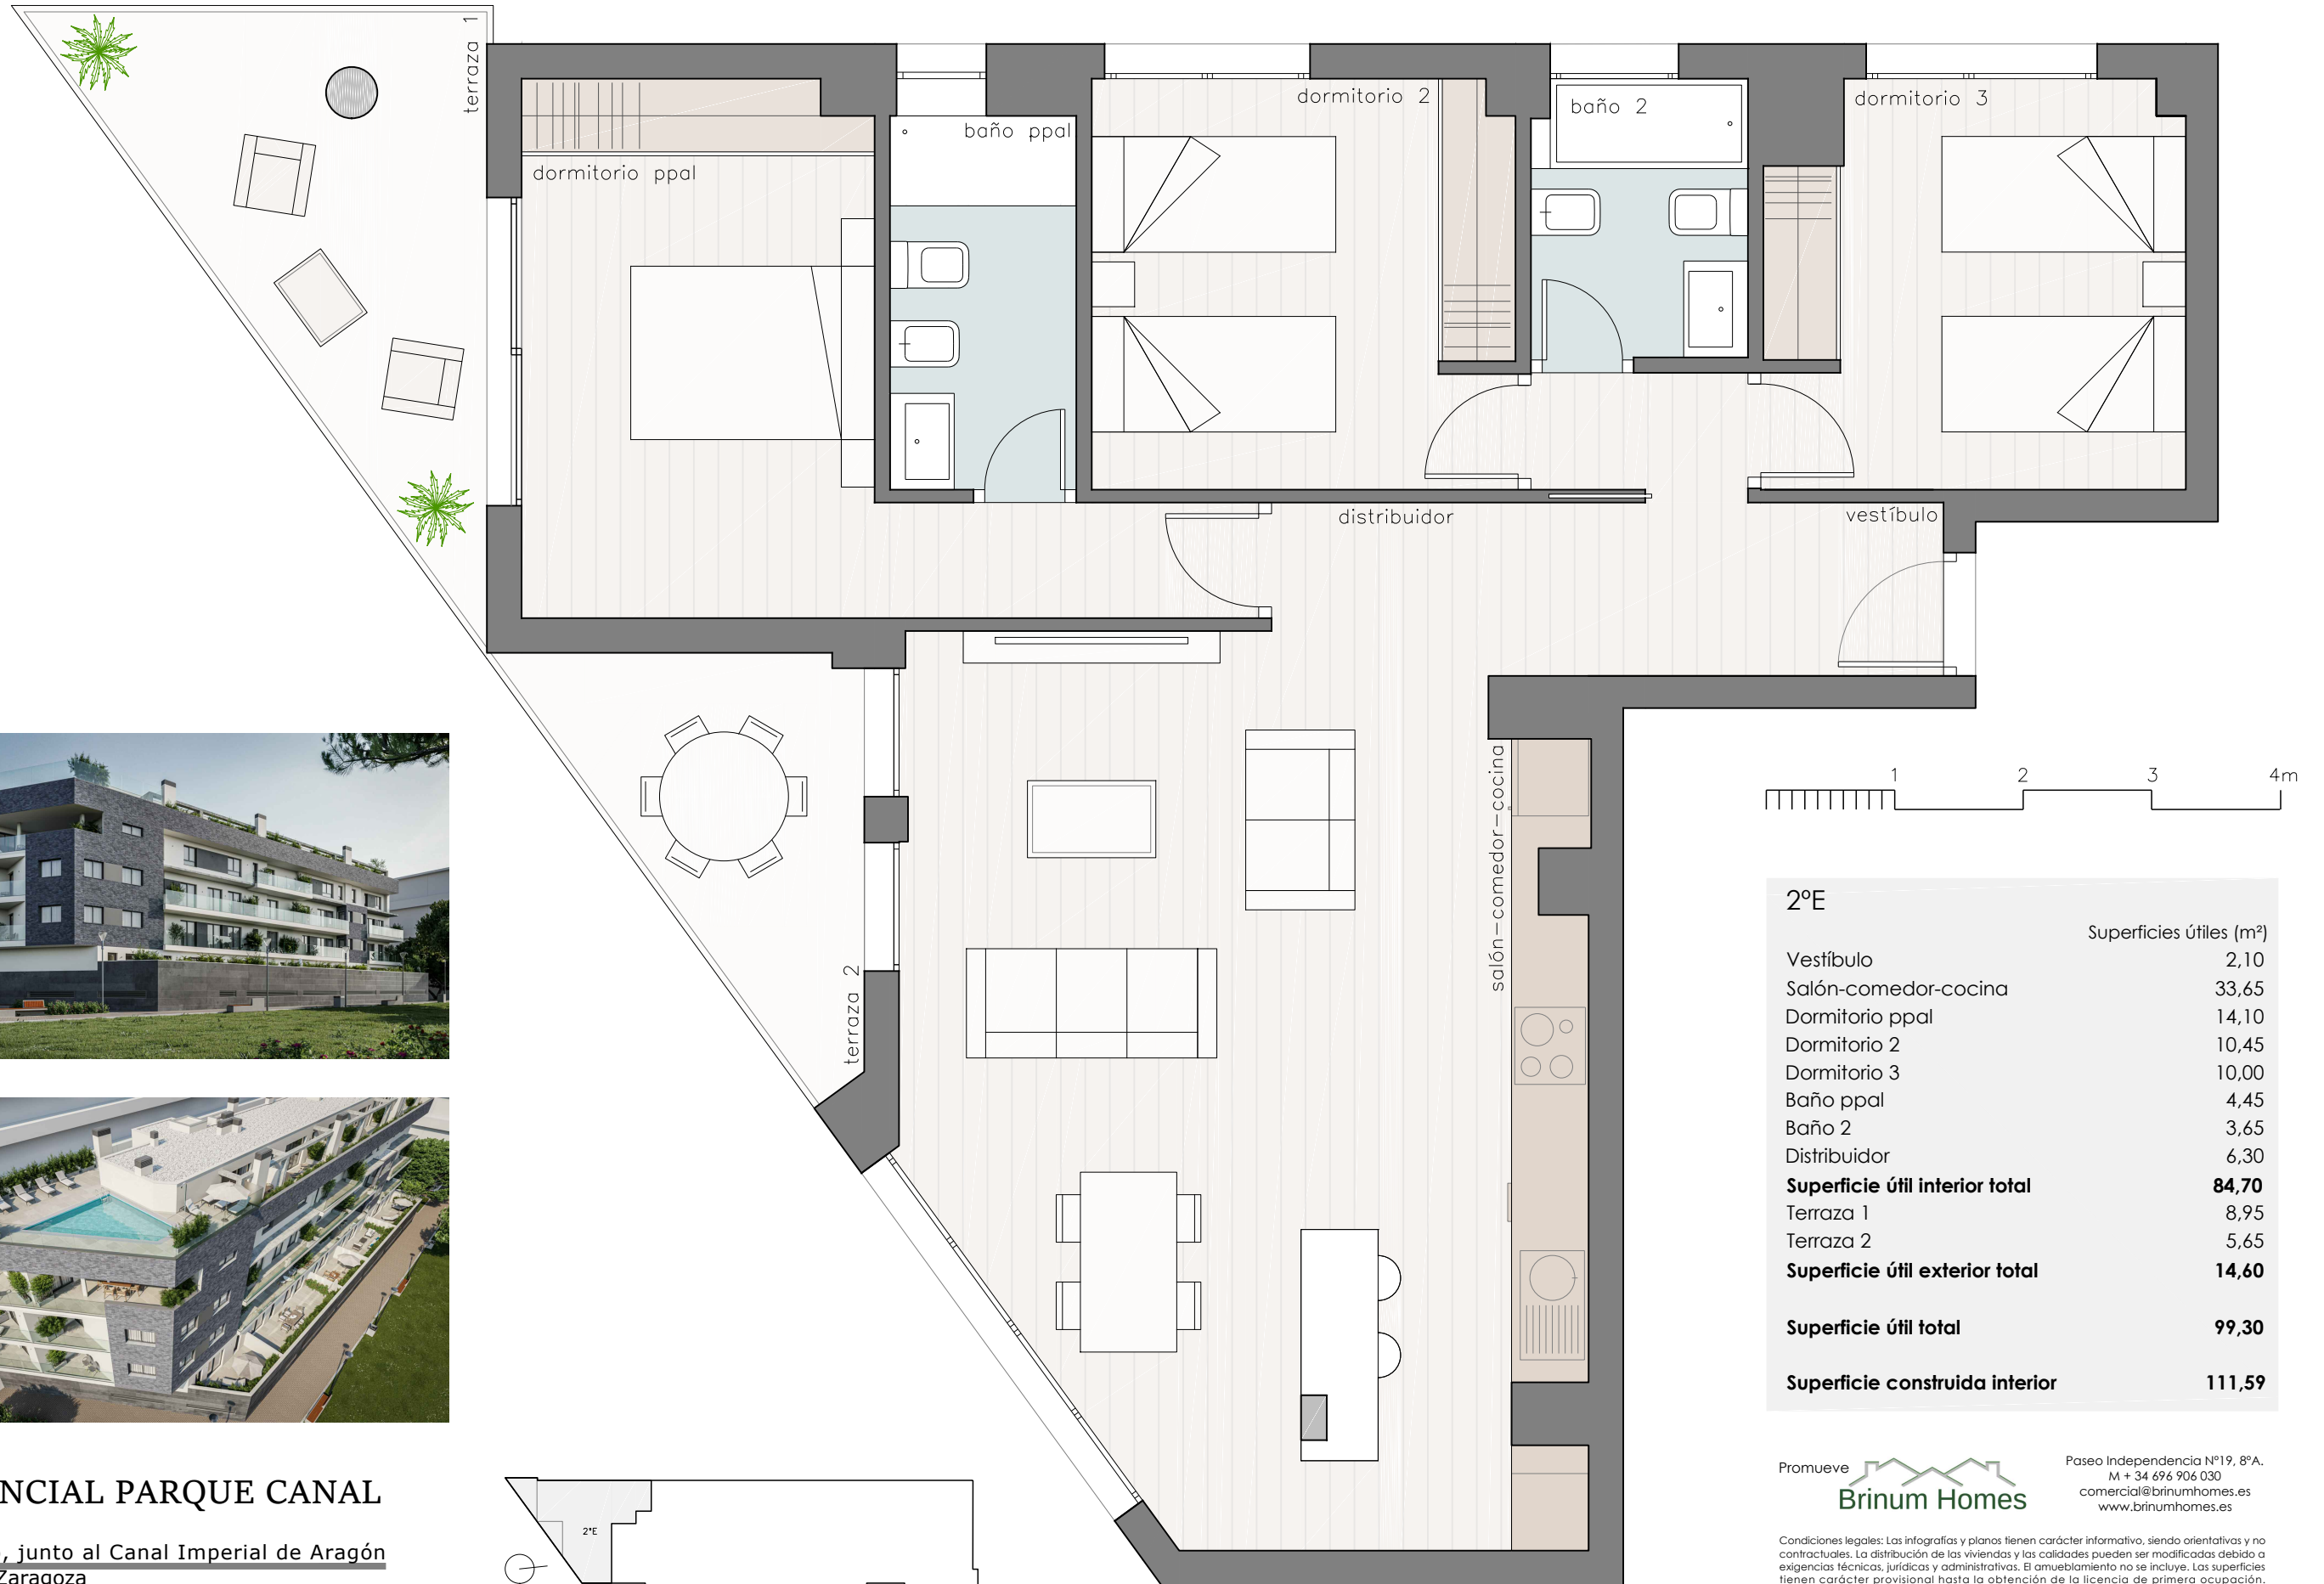 terraza 1
dormitorio ppal
baño ppal
dormitorio 2
baño 2
dormitorio 3
distribuidor
vestíbulo
salón-comedor-cocina
terraza 2
1 2 3 4m
2ºE
Superficies útiles (m²)
Vestíbulo 2,10
Salón-comedor-cocina 33,65
Dormitorio ppal 14,10
Dormitorio 2 10,45
Dormitorio 3 10,00
Baño ppal 4,45
Baño 2 3,65
Distribuidor 6,30
Superficie útil interior total 84,70
Terraza 1 8,95
Terraza 2 5,65
Superficie útil exterior total 14,60
Superficie útil total 99,30
Superficie construida interior 111,59
NCIAL PARQUE CANAL
, junto al Canal Imperial de Aragón
Zaragoza
2ºE
Promueve
Brinum Homes
Paseo Independencia Nº19, 8ºA.
M + 34 696 906 030
comercial@brinumhomes.es
www.brinumhomes.es
Condiciones legales: Las infografías y planos tienen carácter informativo, siendo orientativas y no
contractuales. La distribución de las viviendas y las calidades pueden ser modificadas debido a
exigencias técnicas, jurídicas y administrativas. El amueblamiento no se incluye. Las superficies
tienen carácter provisional hasta la obtención de la licencia de primera ocupación.